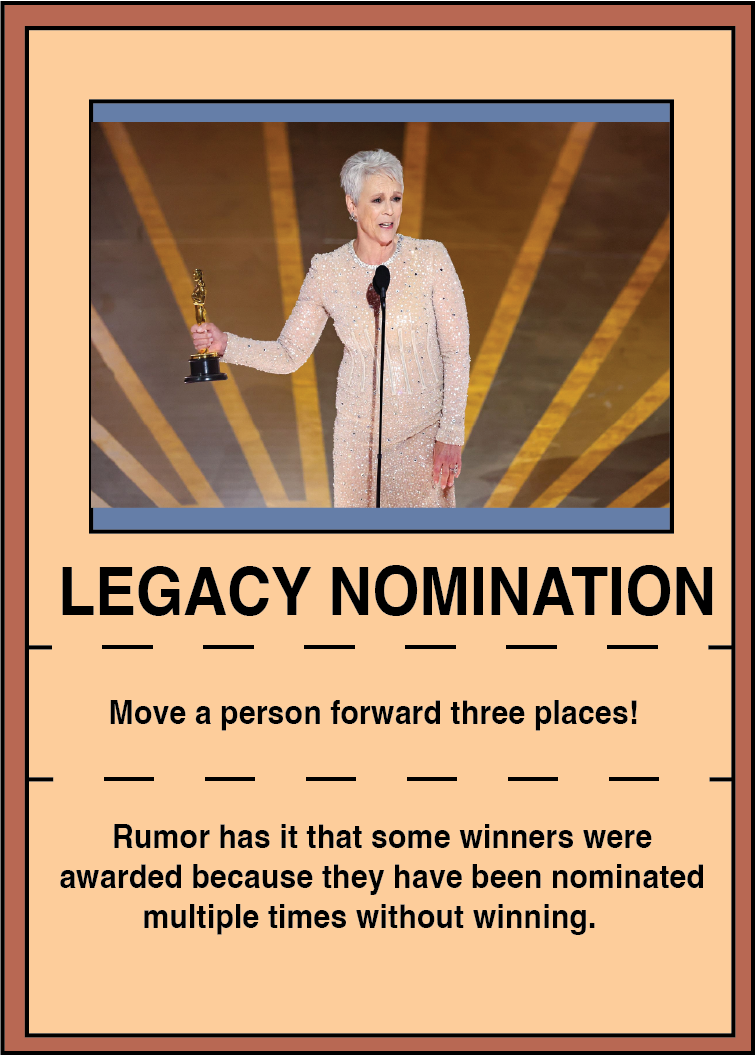 LEGACY NOMINATION
Move a person forward three places!
Rumor has it that some winners were
awarded because they have been nominated
multiple times without winning.